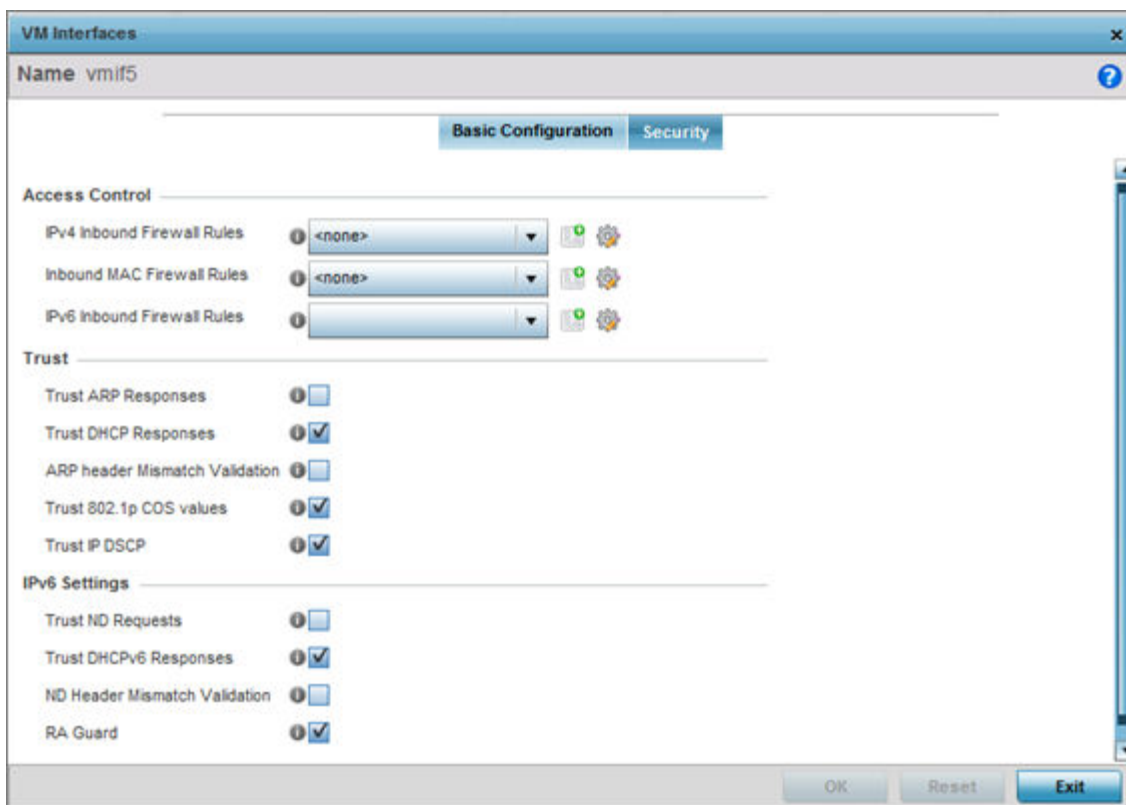 VM Interfaces
Name vmif5
Basic Configuration Security
Access Control
IPv4 Inbound Firewall Rules <none>
Inbound MAC Firewall Rules <none>
IPv6 Inbound Firewall Rules
Trust
Trust ARP Responses
Trust DHCP Responses
ARP header Mismatch Validation
Trust 802.1p COS values
Trust IP DSCP
IPv6 Settings
Trust ND Requests
Trust DHCPv6 Responses
ND Header Mismatch Validation
RA Guard
OK Reset Exit